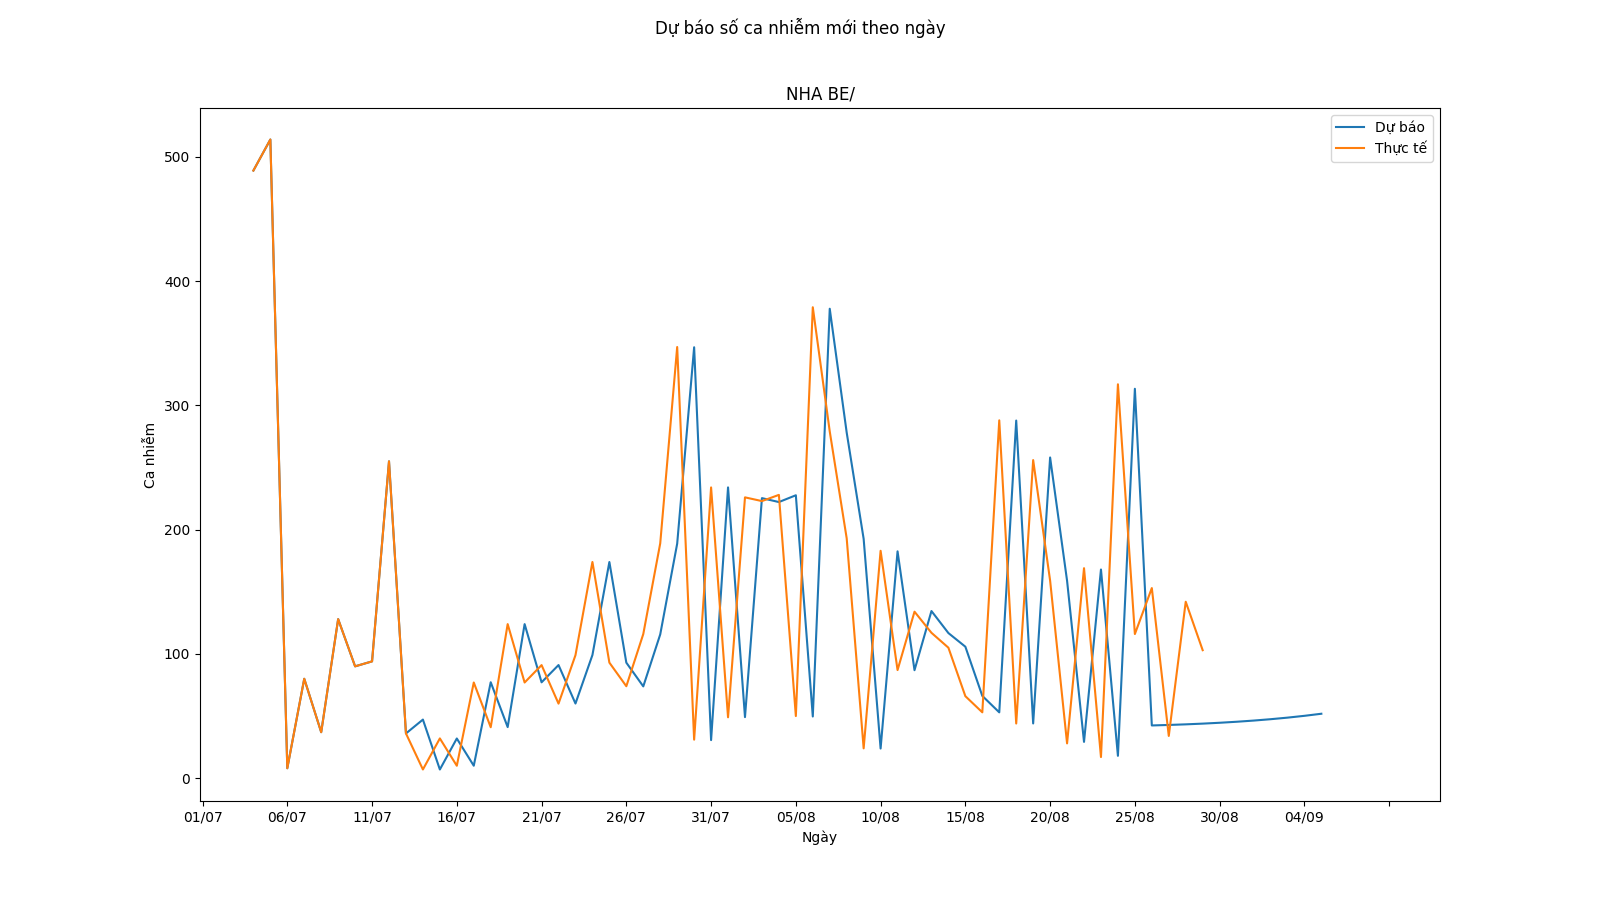 Dự báo số ca nhiễm mới theo ngày
NHA BE/
Dự báo
Thực tế
500
400
300
200
100
0
Ca nhiễm
01/07 06/07 11/07 16/07 21/07 26/07 31/07 05/08 10/08 15/08 20/08 25/08 30/08 04/09
Ngày